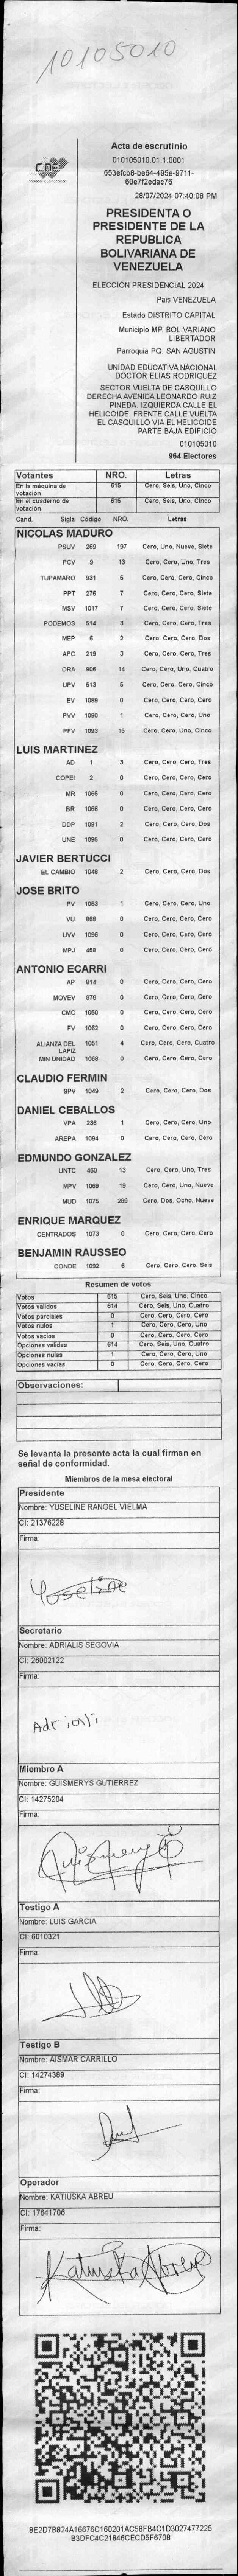 10105010
CNE
Acta de escrutinio
010105010.01.1.0001
653efcb8-be84-495e-9711-
60e7f2edac76
28/07/2024 07:40:08 PM
PRESIDENTA O
PRESIDENTE DE LA
REPUBLICA
BOLIVARIANA DE
VENEZUELA
ELECCIÓN PRESIDENCIAL 2024
Pais VENEZUELA
Estado DISTRITO CAPITAL
Municipio MP. BOLIVARIANO
LIBERTADOR
Parroquia PQ. SAN AGUSTIN
UNIDAD EDUCATIVA NACIONAL
DOCTOR ELIAS RODRIGUEZ
SECTOR VUELTA DE CASQUILLO
DERECHA AVENIDA LEONARDO RUIZ
PINEDA. IZQUIERDA CALLE EL
HELICOIDE. FRENTE CALLE VUELTA
EL CASQUILLO VIA EL HELICOIDE
PARTE BAJA EDIFICIO
010105010
964 Electores
Votantes NRO. Letras
En la máquina de votación 615 Cero, Seis, Uno, Cinco
En el cuaderno de votación 615 Cero, Seis, Uno, Cinco
Cand. Sigla Código NRO. Letras
NICOLAS MADURO
PSUV 269 197 Cero, Uno, Nueve, Siete
PCV 9 13 Cero, Cero, Uno, Tres
TUPAMARO 931 5 Cero, Cero, Cero, Cinco
PPT 276 7 Cero, Cero, Cero, Siete
MSV 1017 7 Cero, Cero, Cero, Siete
PODEMOS 514 3 Cero, Cero, Cero, Tres
MEP 6 2 Cero, Cero, Cero, Dos
APC 219 3 Cero, Cero, Cero, Tres
ORA 906 14 Cero, Cero, Uno, Cuatro
UPV 513 5 Cero, Cero, Cero, Cinco
EV 1089 0 Cero, Cero, Cero, Cero
PVV 1090 1 Cero, Cero, Cero, Uno
PFV 1093 15 Cero, Cero, Uno, Cinco
LUIS MARTINEZ
AD 1 3 Cero, Cero, Cero, Tres
COPEI 2 0 Cero, Cero, Cero, Cero
MR 1065 0 Cero, Cero, Cero, Cero
BR 1066 0 Cero, Cero, Cero, Cero
DDP 1091 2 Cero, Cero, Cero, Dos
UNE 1095 0 Cero, Cero, Cero, Cero
JAVIER BERTUCCI
EL CAMBIO 1048 2 Cero, Cero, Cero, Dos
JOSE BRITO
PV 1053 1 Cero, Cero, Cero, Uno
VU 868 0 Cero, Cero, Cero, Cero
UVV 1096 0 Cero, Cero, Cero, Cero
MPJ 458 0 Cero, Cero, Cero, Cero
ANTONIO ECARRI
AP 814 0 Cero, Cero, Cero, Cero
MOVEV 878 0 Cero, Cero, Cero, Cero
CMC 1050 0 Cero, Cero, Cero, Cero
FV 1062 0 Cero, Cero, Cero, Cero
ALIANZA DEL LAPIZ 1051 4 Cero, Cero, Cero, Cuatro
MIN UNIDAD 1068 0 Cero, Cero, Cero, Cero
CLAUDIO FERMIN
SPV 1049 2 Cero, Cero, Cero, Dos
DANIEL CEBALLOS
VPA 236 1 Cero, Cero, Cero, Uno
AREPA 1094 0 Cero, Cero, Cero, Cero
EDMUNDO GONZALEZ
UNTC 460 13 Cero, Cero, Uno, Tres
MPV 1069 19 Cero, Cero, Uno, Nueve
MUD 1075 289 Cero, Dos, Ocho, Nueve
ENRIQUE MARQUEZ
CENTRADOS 1073 0 Cero, Cero, Cero, Cero
BENJAMIN RAUSSEO
CONDE 1092 6 Cero, Cero, Cero, Seis
Resumen de votos
Votos 615 Cero, Seis, Uno, Cinco
Votos validos 614 Cero, Seis, Uno, Cuatro
Votos parciales 0 Cero, Cero, Cero, Cero
Votos nulos 1 Cero, Cero, Cero, Uno
Votos vacios 0 Cero, Cero, Cero, Cero
Opciones validas 614 Cero, Seis, Uno, Cuatro
Opciones nulas 1 Cero, Cero, Cero, Uno
Opciones vacias 0 Cero, Cero, Cero, Cero
Observaciones:
Se levanta la presente acta la cual firman en
señal de conformidad.
Miembros de la mesa electoral
Presidente
Nombre: YUSELINE RANGEL VIELMA
CI: 21376228
Firma:
Yoseline
Secretario
Nombre: ADRIALIS SEGOVIA
CI: 26002122
Firma:
Miembro A
Nombre: GUISMERYS GUTIERREZ
CI: 14275204
Firma:
Testigo A
Nombre: LUIS GARCIA
CI: 6010321
Firma:
Testigo B
Nombre: AISMAR CARRILLO
CI: 14274389
Firma:
Operador
Nombre: KATIUSKA ABREU
CI: 17641706
Firma:
Katiuska Abreu
8E2D7B824A16676C160201AC58FB4C1D3027477225
B3DFC4C21846CECD5F6708